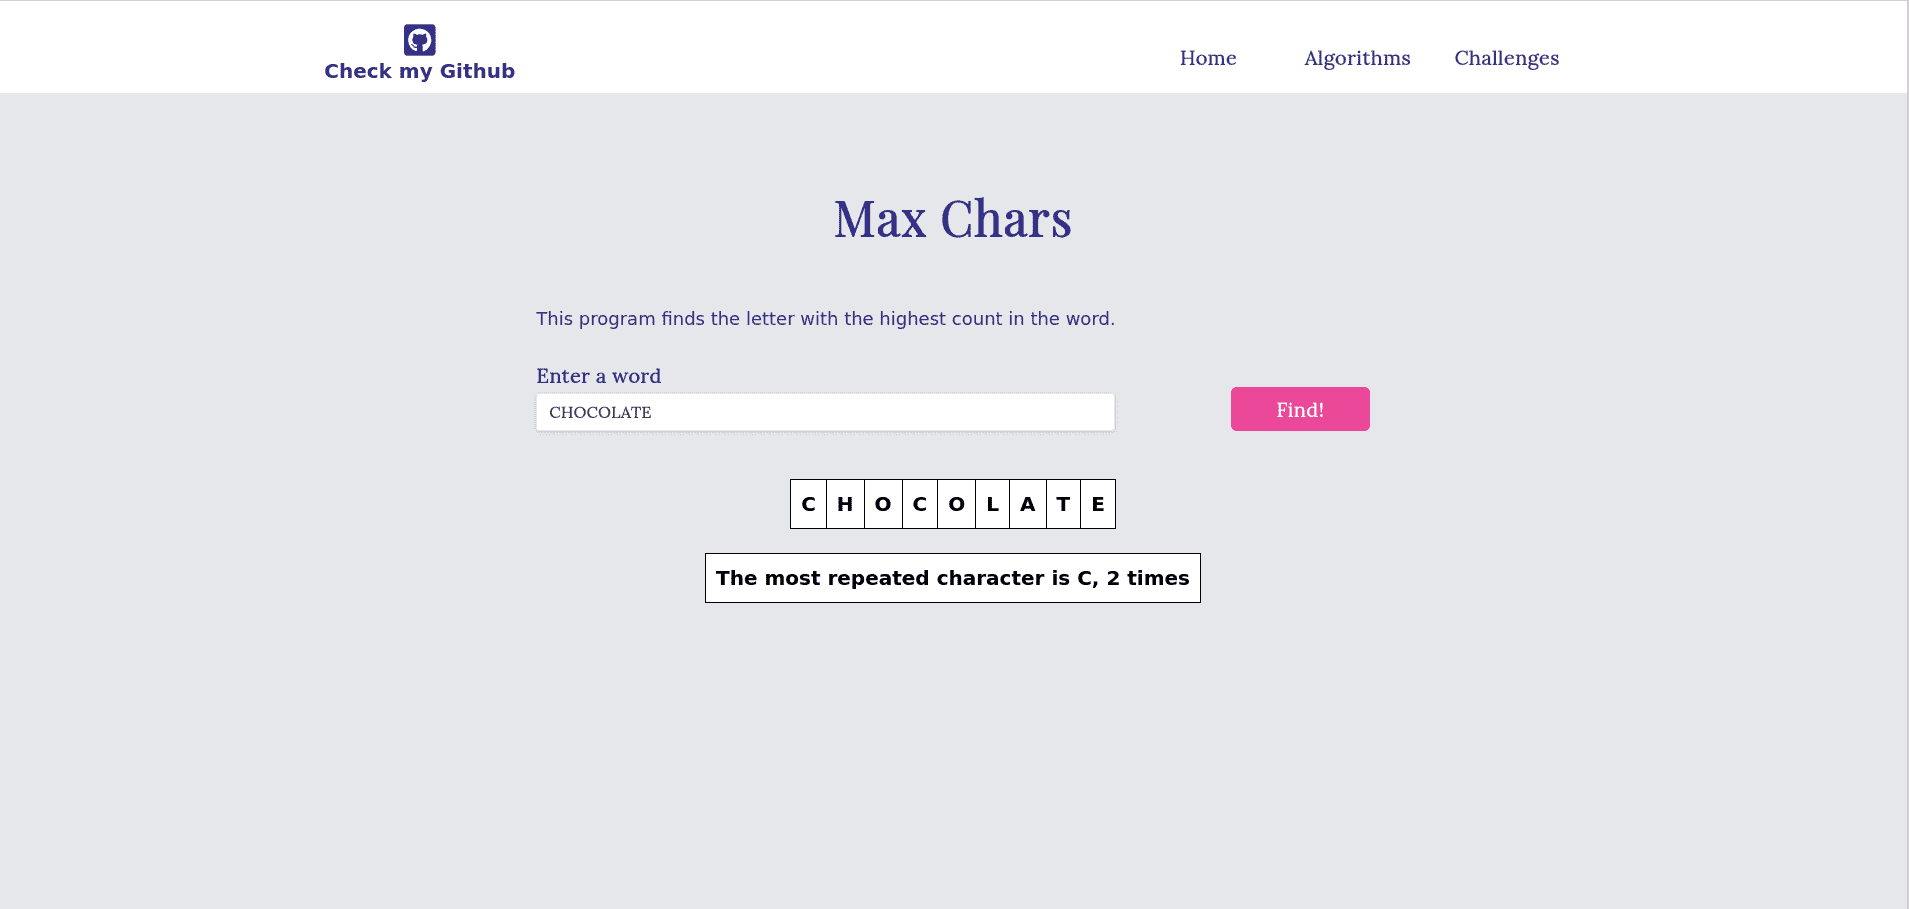 Check my Github
Home Algorithms Challenges
Max Chars
This program finds the letter with the highest count in the word.
Enter a word
CHOCOLATE
Find!
C H O C O L A T E
The most repeated character is C, 2 times